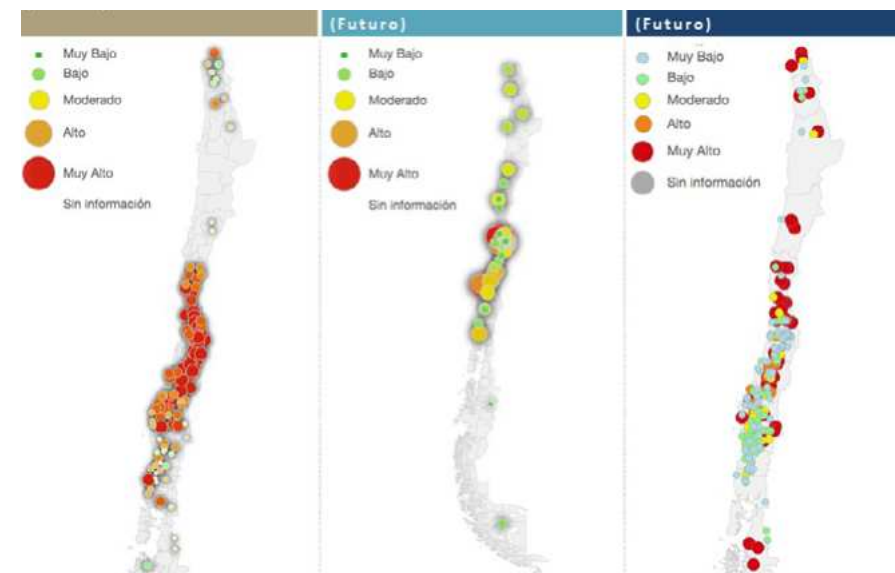 (Futuro)
(Futuro)
Muy Bajo
Bajo
Moderado
Alto
Muy Alto
Sin información
Muy Bajo
Bajo
Moderado
Alto
Muy Alto
Sin información
Muy Bajo
Bajo
Moderado
Alto
Muy Alto
Sin información